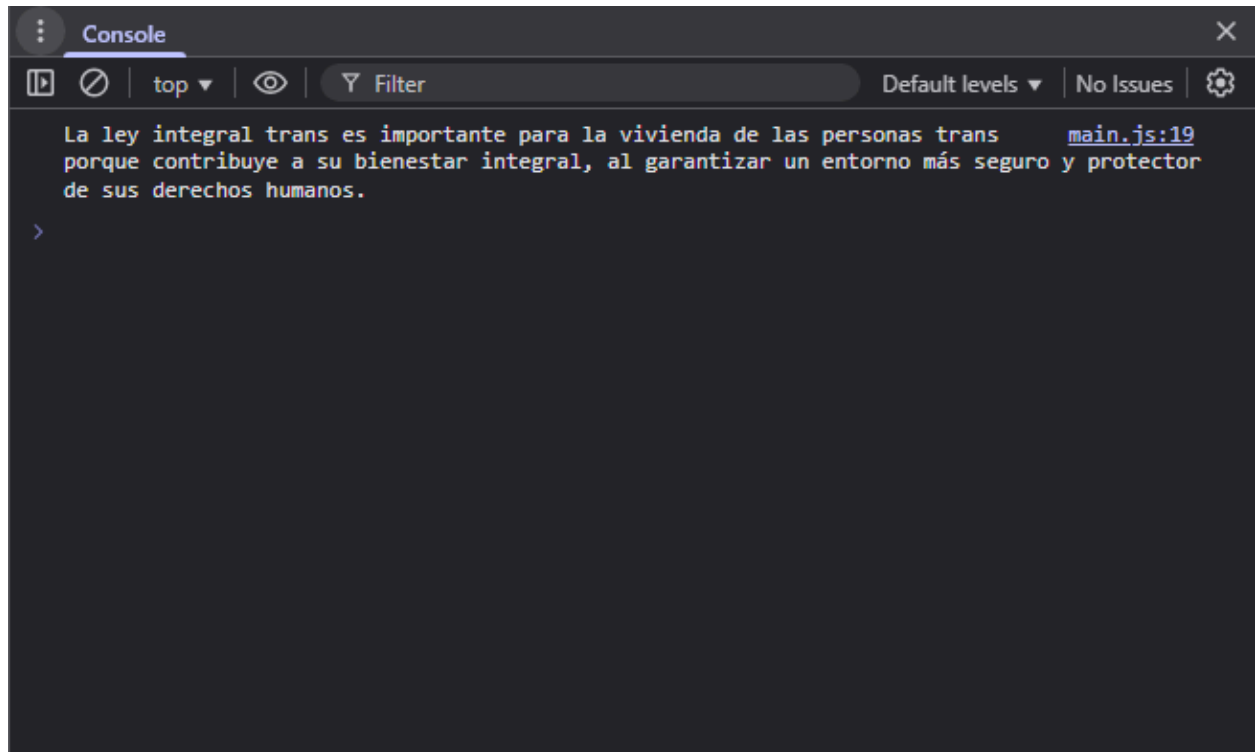 Console
top
Filter
Default levels
No Issues
La ley integral trans es importante para la vivienda de las personas trans main.js:19
porque contribuye a su bienestar integral, al garantizar un entorno más seguro y protector
de sus derechos humanos.